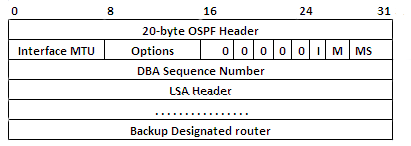 0 8 16 24 31
20-byte OSPF Header
Interface MTU Options 0 0 0 0 0 I M MS
DBA Sequence Number
LSA Header
................
Backup Designated router